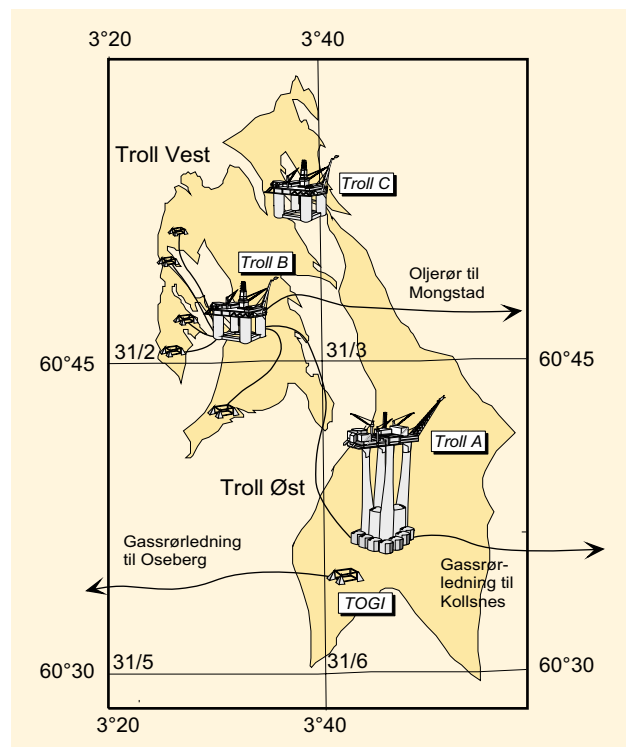 3°20
3°40
Troll Vest
Troll C
Troll B
Oljerør til
Mongstad
31/2
31/3
60°45
60°45
Troll A
Troll Øst
Gassrørledning
til Oseberg
Gassrør-
ledning til
Kollsnes
TOGI
31/5
31/6
60°30
60°30
3°20
3°40